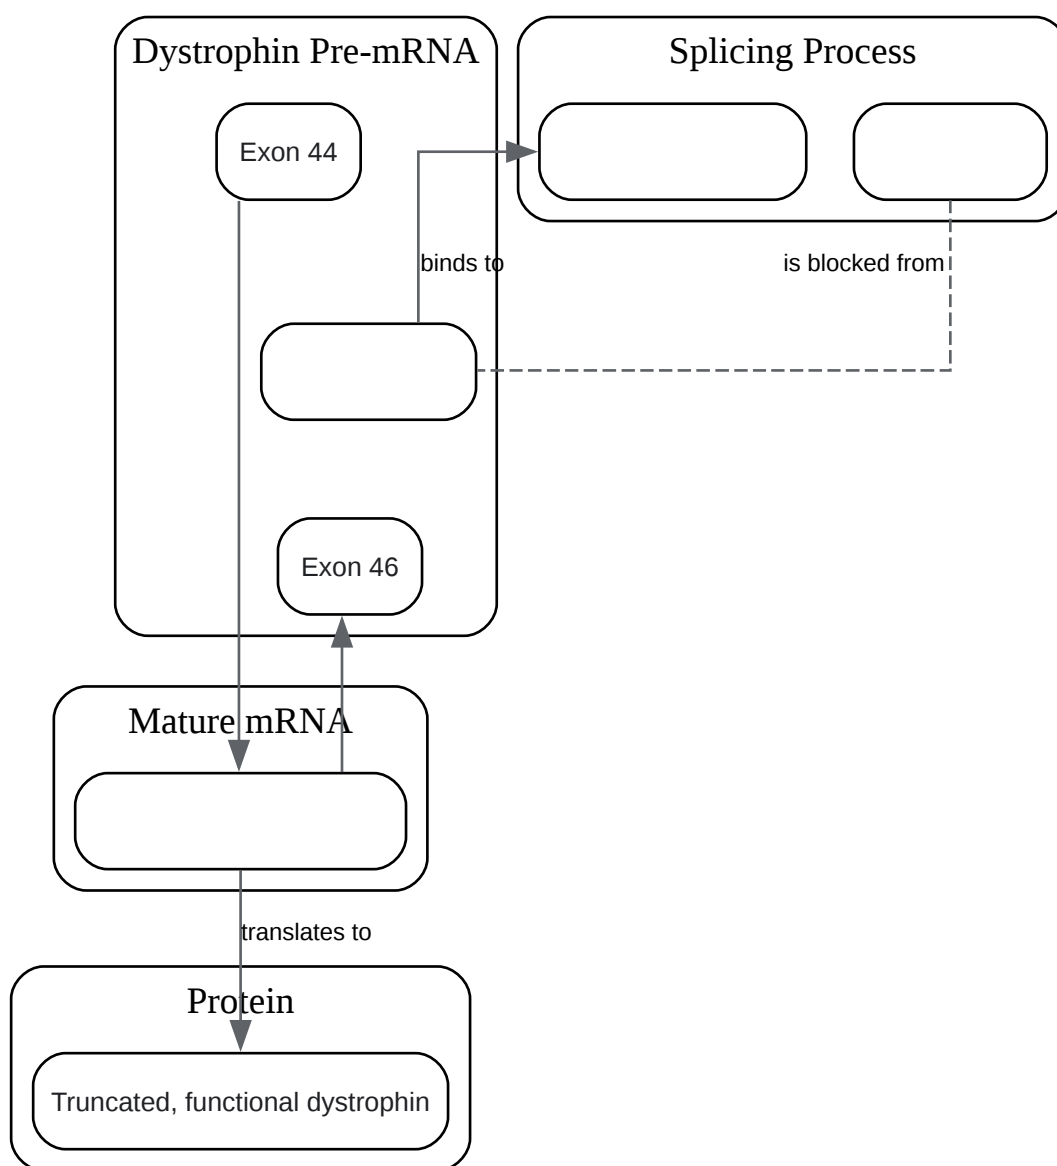 Dystrophin Pre-mRNA
Splicing Process
Exon 44
binds to
is blocked from
Exon 46
Mature mRNA
translates to
Protein
Truncated, functional dystrophin